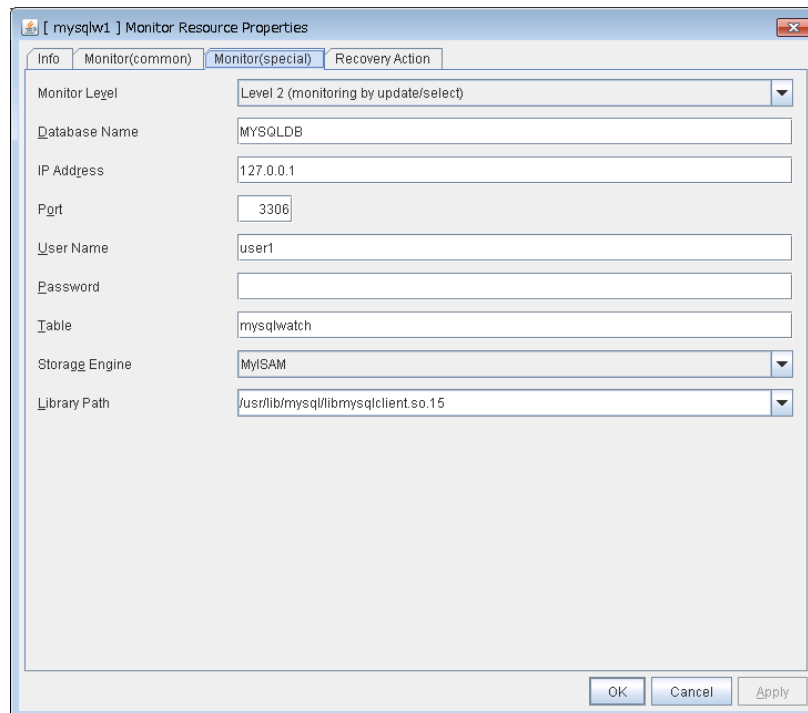 [ mysqlw1 ] Monitor Resource Properties
Info Monitor(common) Monitor(special) Recovery Action
Monitor Level Level 2 (monitoring by update/select)
Database Name MYSQLDB
IP Address 127.0.0.1
Port 3306
User Name user1
Password
Table mysqlwatch
Storage Engine MyISAM
Library Path /usr/lib/mysql/libmysqlclient.so.15
OK Cancel Apply